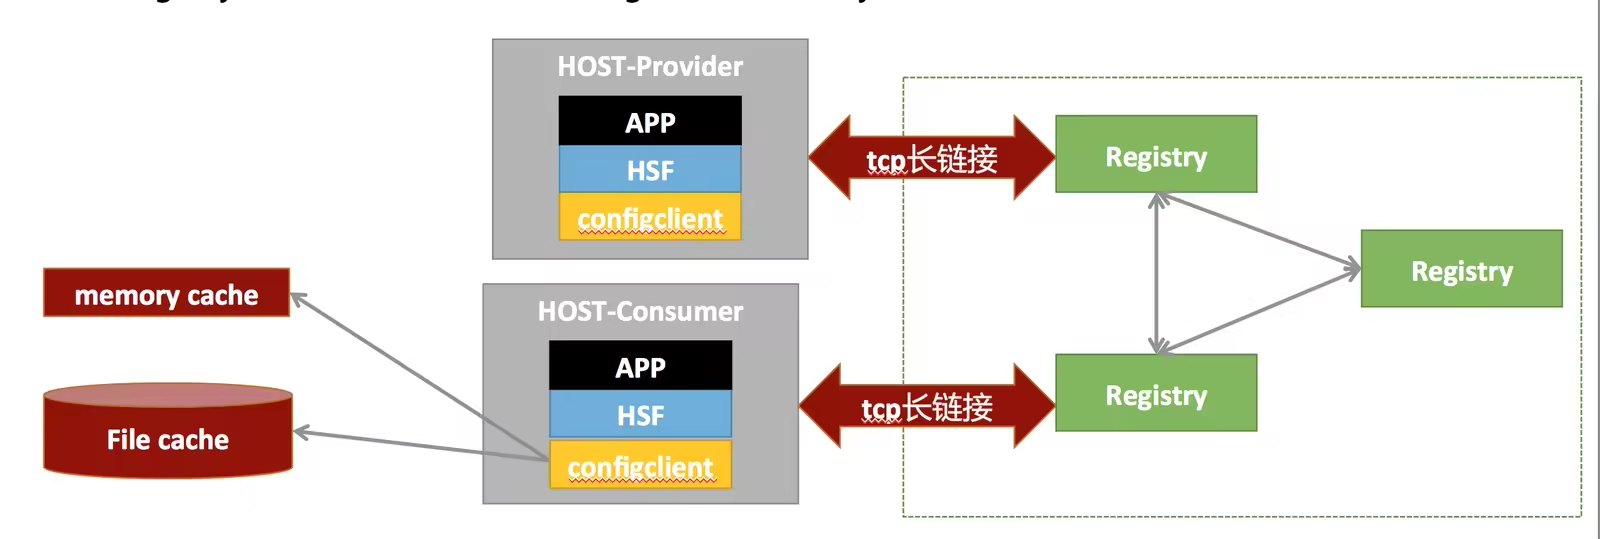 HOST-Provider
APP
HSF
configclient
tcp长链接
Registry
Registry
memory cache
File cache
HOST-Consumer
APP
HSF
configclient
tcp长链接
Registry